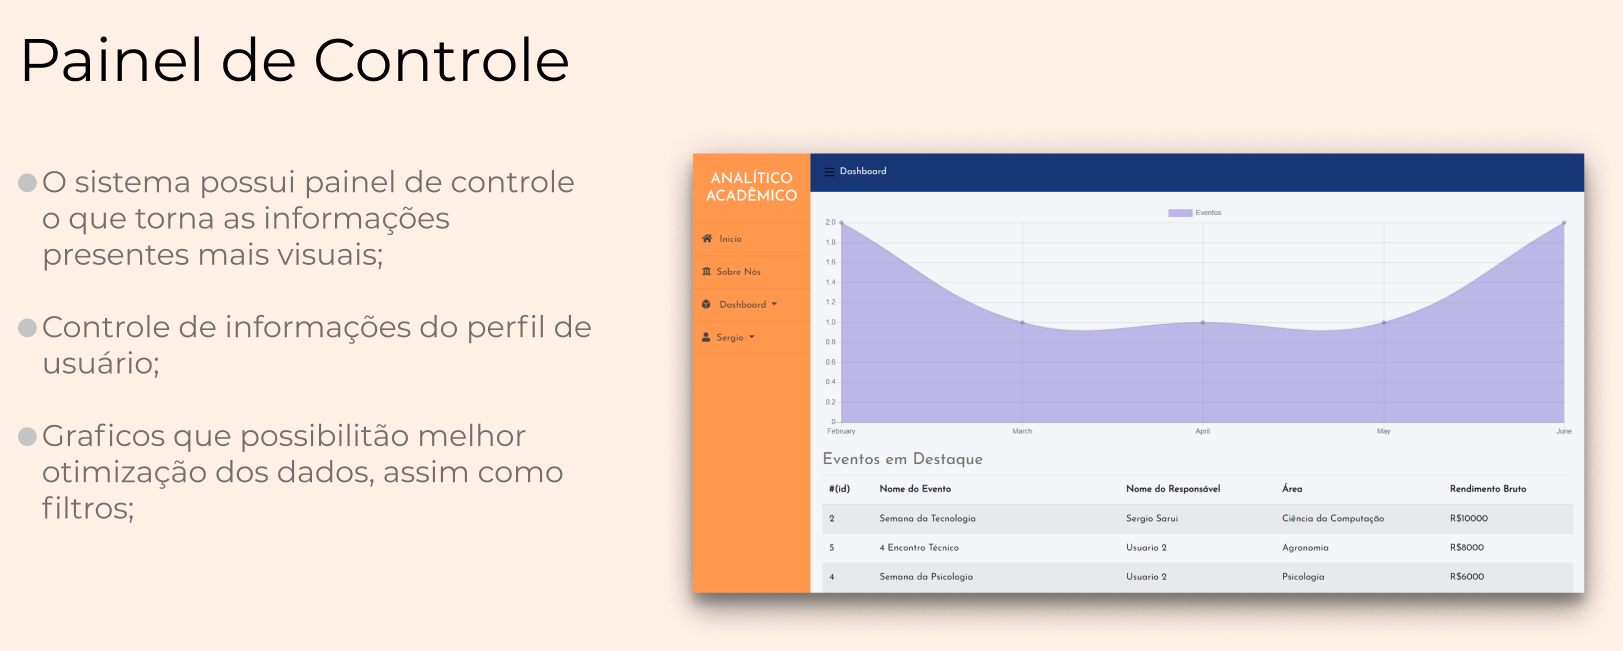 Painel de Controle
O sistema possui painel de controle
o que torna as informações
presentes mais visuais;
Controle de informações do perfil de
usuário;
Graficos que possibilitão melhor
otimização dos dados, assim como
filtros;
ANALÍTICO
ACADÊMICO
Inicio
Sobre Nós
Dashboard
Sergio
Dashboard
Eventos
2.0
1.8
1.6
1.4
1.2
1.0
0.8
0.6
0.4
0.2
0
February March April May June
Eventos em Destaque
#(id) Nome do Evento Nome do Responsável Área Rendimento Bruto
2 Semana da Tecnologia Sergio Sarui Ciência da Computação R$10000
5 4 Encontro Técnico Usuario 2 Agronomia R$8000
4 Semana da Psicologia Usuario 2 Psicologia R$6000